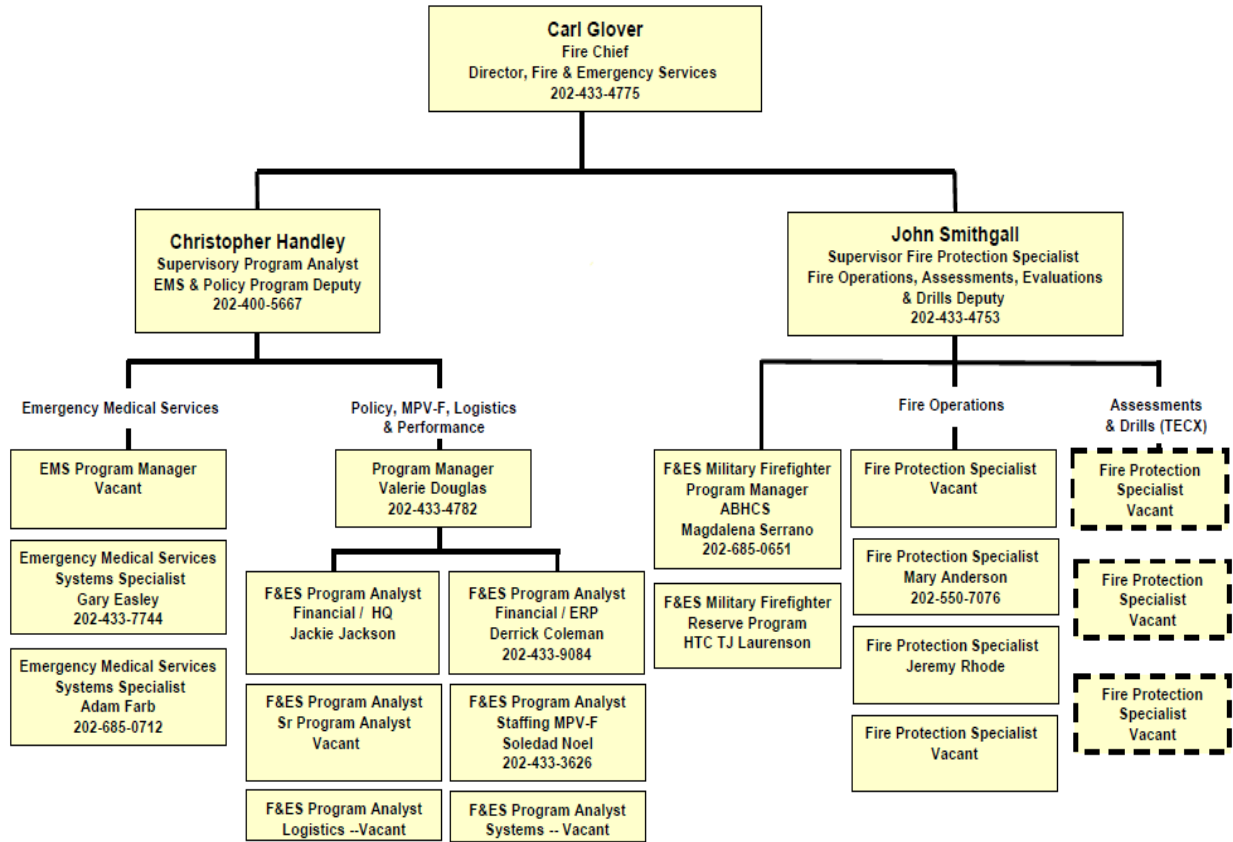 Carl Glover
Fire Chief
Director, Fire & Emergency Services
202-433-4775
Christopher Handley
Supervisory Program Analyst
EMS & Policy Program Deputy
202-400-5667
John Smithgall
Supervisor Fire Protection Specialist
Fire Operations, Assessments, Evaluations
& Drills Deputy
202-433-4753
Emergency Medical Services
EMS Program Manager
Vacant
Emergency Medical Services
Systems Specialist
Gary Easley
202-433-7744
Emergency Medical Services
Systems Specialist
Adam Farb
202-685-0712
Policy, MPV-F, Logistics
& Performance
Program Manager
Valerie Douglas
202-433-4782
F&ES Program Analyst
Financial / HQ
Jackie Jackson
F&ES Program Analyst
Sr Program Analyst
Vacant
F&ES Program Analyst
Logistics --Vacant
F&ES Program Analyst
Financial / ERP
Derrick Coleman
202-433-9084
F&ES Program Analyst
Staffing MPV-F
Soledad Noel
202-433-3626
F&ES Program Analyst
Systems -- Vacant
F&ES Military Firefighter
Program Manager
ABHCS
Magdalena Serrano
202-685-0651
F&ES Military Firefighter
Reserve Program
HTC TJ Laurenson
Fire Operations
Fire Protection Specialist
Vacant
Fire Protection Specialist
Mary Anderson
202-550-7076
Fire Protection Specialist
Jeremy Rhode
Fire Protection Specialist
Vacant
Assessments
& Drills (TECX)
Fire Protection
Specialist
Vacant
Fire Protection
Specialist
Vacant
Fire Protection
Specialist
Vacant